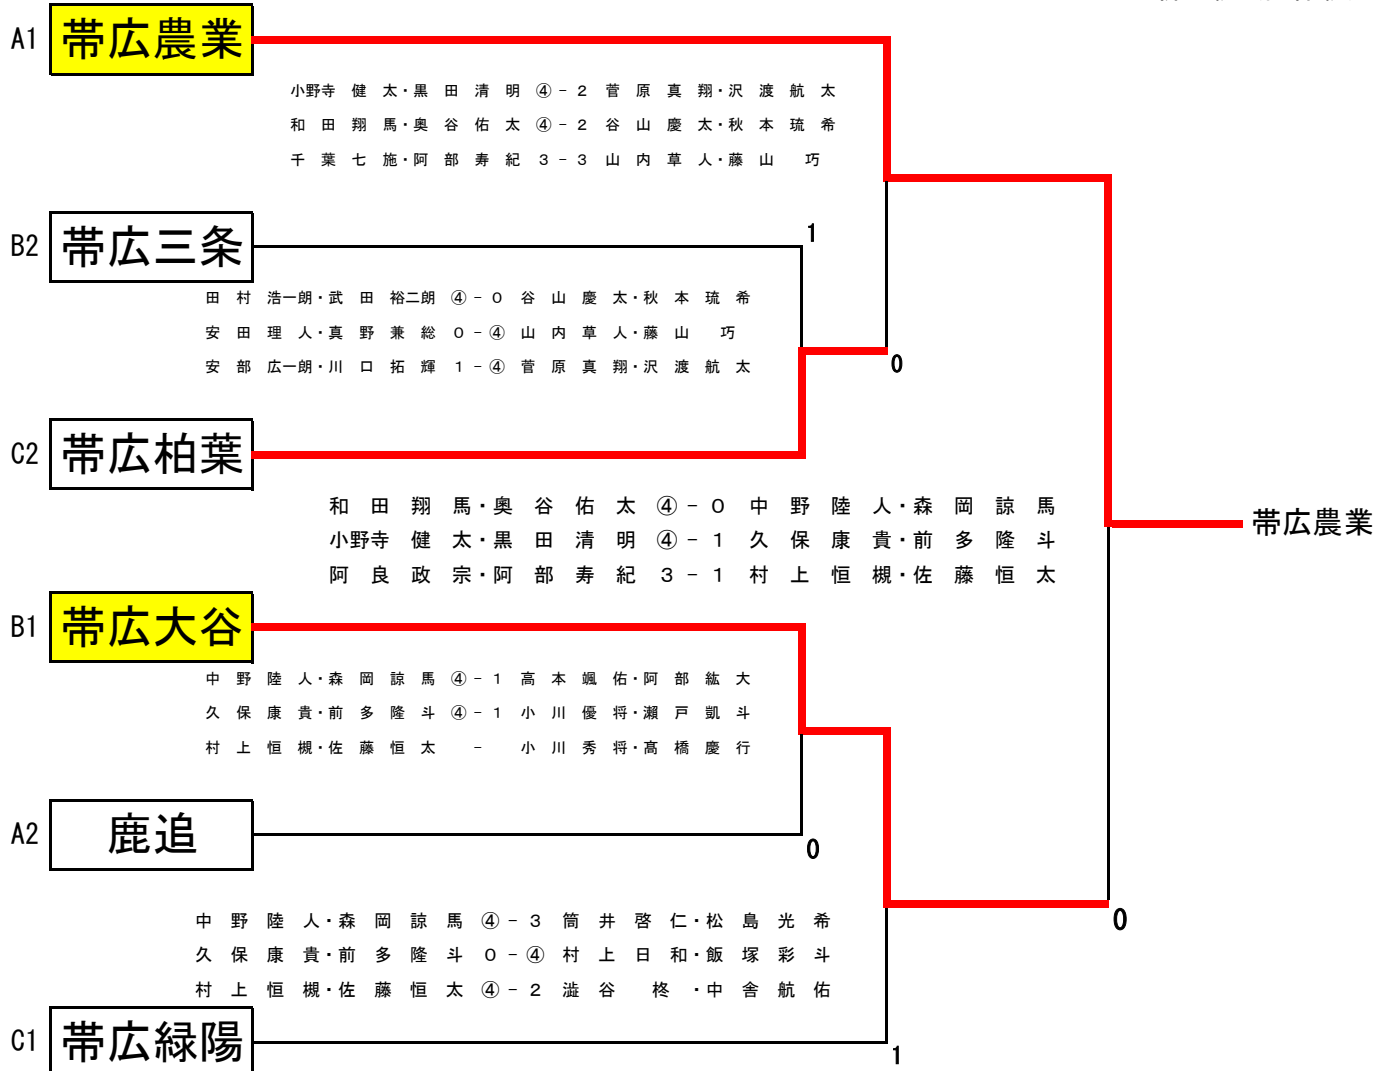 A1 帯広農業
小野寺 健 太・黒 田 清 明 ④ - 2 菅 原 真 翔・沢 渡 航 太
和 田 翔 馬・奥 谷 佑 太 ④ - 2 谷 山 慶 太・秋 本 琉 希
千 葉 七 施・阿 部 寿 紀 3 - 3 山 内 草 人・藤 山 巧
1
B2 帯広三条
田 村 浩一朗・武 田 裕二朗 ④ - 0 谷 山 慶 太・秋 本 琉 希
安 田 理 人・真 野 兼 総 0 - ④ 山 内 草 人・藤 山 巧
安 部 広一朗・川 口 拓 輝 1 - ④ 菅 原 真 翔・沢 渡 航 太
0
C2 帯広柏葉
和 田 翔 馬・奥 谷 佑 太 ④ - 0 中 野 陸 人・森 岡 諒 馬
小野寺 健 太・黒 田 清 明 ④ - 1 久 保 康 貴・前 多 隆 斗
阿 良 政 宗・阿 部 寿 紀 3 - 1 村 上 恒 槻・佐 藤 恒 太
帯広農業
B1 帯広大谷
中 野 陸 人・森 岡 諒 馬 ④ - 1 高 本 颯 佑・阿 部 紘 大
久 保 康 貴・前 多 隆 斗 ④ - 1 小 川 優 将・瀬 戸 凱 斗
村 上 恒 槻・佐 藤 恒 太 - 小 川 秀 将・髙 橋 慶 行
A2 鹿追
0
中 野 陸 人・森 岡 諒 馬 ④ - 3 筒 井 啓 仁・松 島 光 希
0
久 保 康 貴・前 多 隆 斗 0 - ④ 村 上 日 和・飯 塚 彩 斗
村 上 恒 槻・佐 藤 恒 太 ④ - 2 澁 谷 柊 ・中 舎 航 佑
C1 帯広緑陽
1